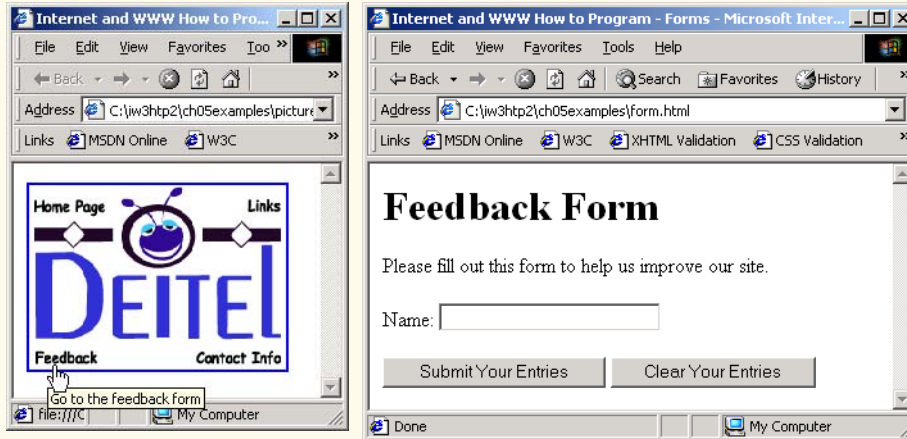 Internet and WWW How to Pro...
File Edit View Favorites Too »
Back »
Address C:\iw3htp2\ch05examples\picture
Links MSDN Online W3C »
Home Page Links
DEITEL
Feedback Contact Info
Go to the feedback form
file:///C My Computer
Internet and WWW How to Program - Forms - Microsoft Inter...
File Edit View Favorites Tools Help
Back Search Favorites History »
Address C:\iw3htp2\ch05examples\form.html
Links MSDN Online W3C XHTML Validation CSS Validation »
Feedback Form
Please fill out this form to help us improve our site.
Name:
Submit Your Entries Clear Your Entries
Done My Computer